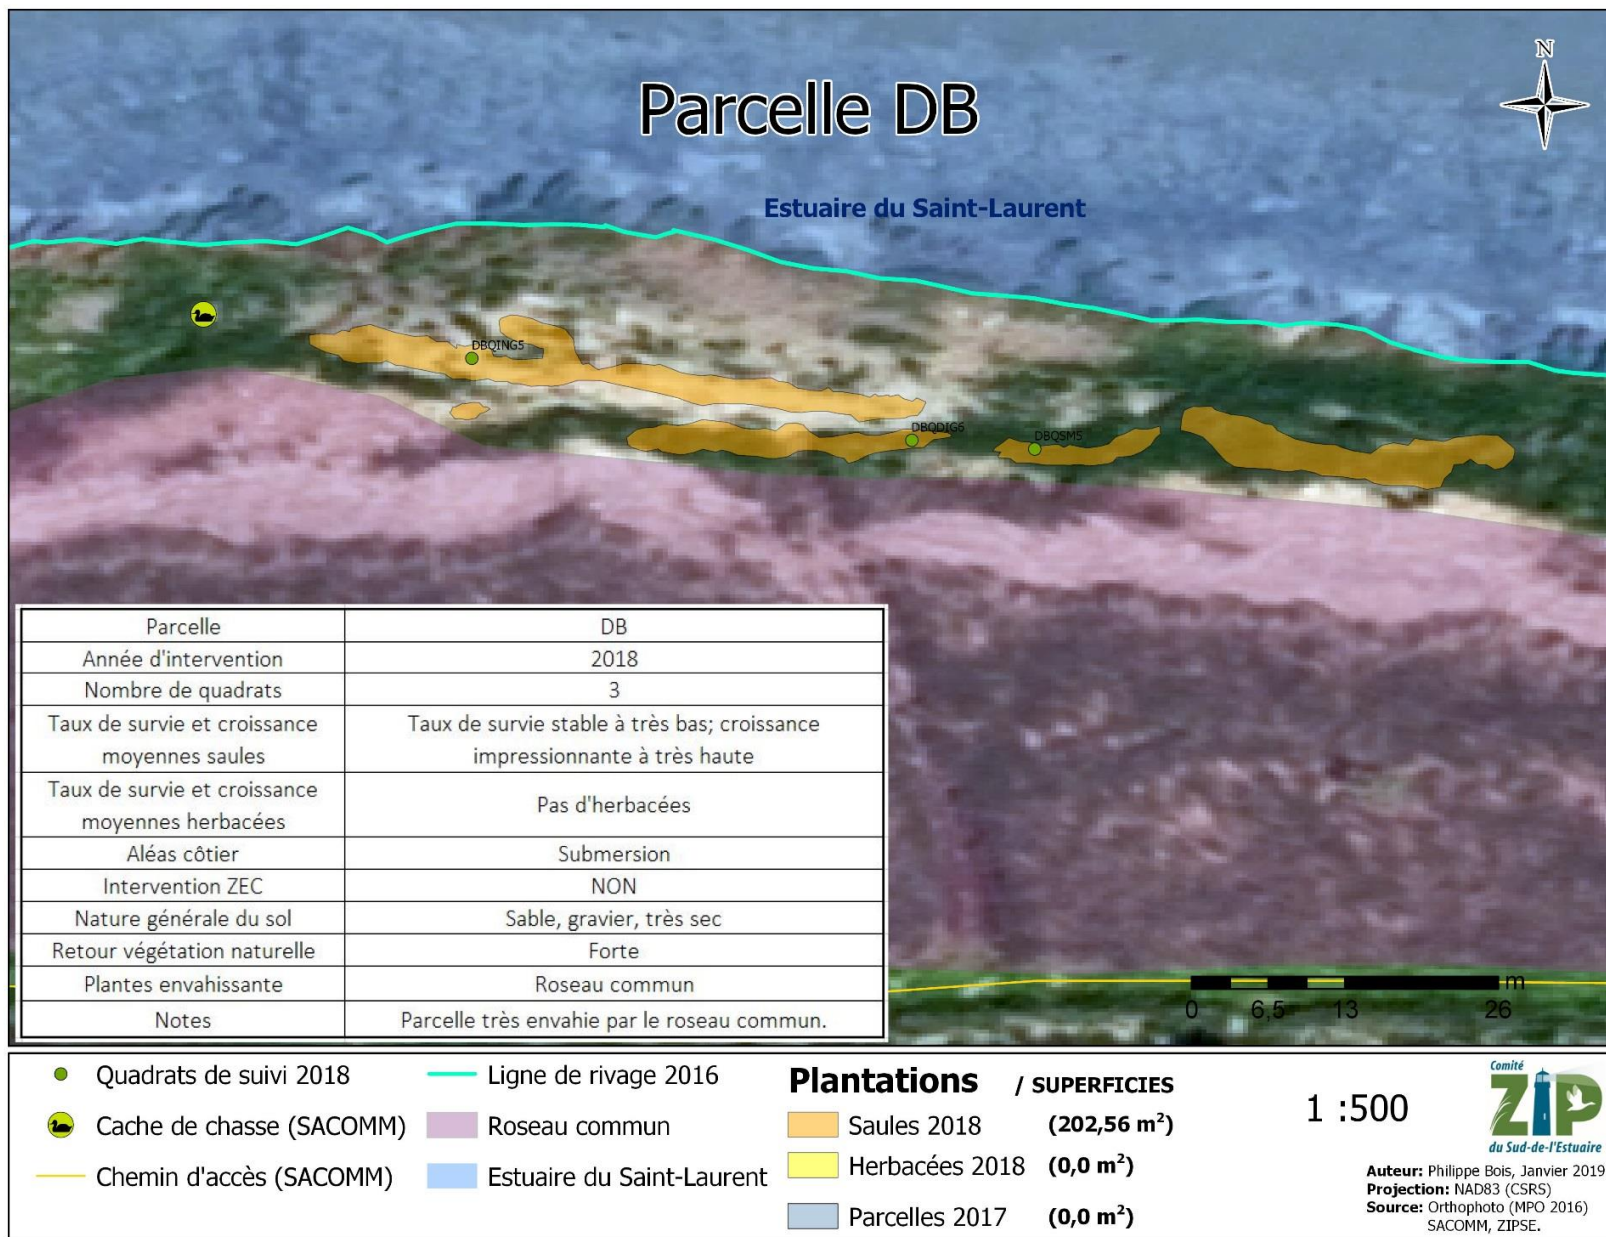 Parcelle DB
N
Estuaire du Saint-Laurent
DBQING5
DBQDIG6
DBQSM5
Parcelle DB
Année d'intervention 2018
Nombre de quadrats 3
Taux de survie et croissance
moyennes saules
Taux de survie stable à très bas; croissance
impressionnante à très haute
Taux de survie et croissance
moyennes herbacées
Pas d'herbacées
Aléas côtier Submersion
Intervention ZEC NON
Nature générale du sol Sable, gravier, très sec
Retour végétation naturelle Forte
Plantes envahissante Roseau commun
Notes Parcelle très envahie par le roseau commun.
m
0 6,5 13 26
Quadrats de suivi 2018
Cache de chasse (SACOMM)
Chemin d'accès (SACOMM)
Ligne de rivage 2016
Roseau commun
Estuaire du Saint-Laurent
Plantations / SUPERFICIES
Saules 2018 (202,56 m²)
Herbacées 2018 (0,0 m²)
Parcelles 2017 (0,0 m²)
1 :500
Comité
ZIP
du Sud-de-l'Estuaire
Auteur: Philippe Bois, Janvier 2019
Projection: NAD83 (CSRS)
Source: Orthophoto (MPO 2016)
SACOMM, ZIPSE.